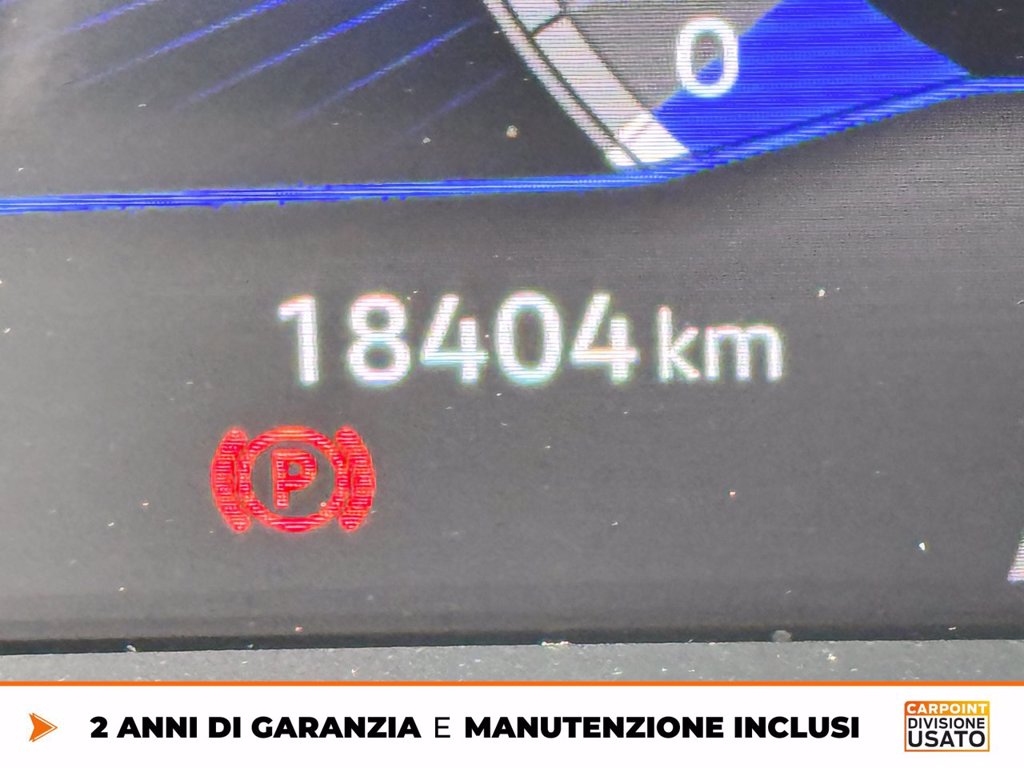 0
18404 km
P
2 ANNI DI GARANZIA E MANUTENZIONE INCLUSI
CARPOINT
DIVISIONE
USATO